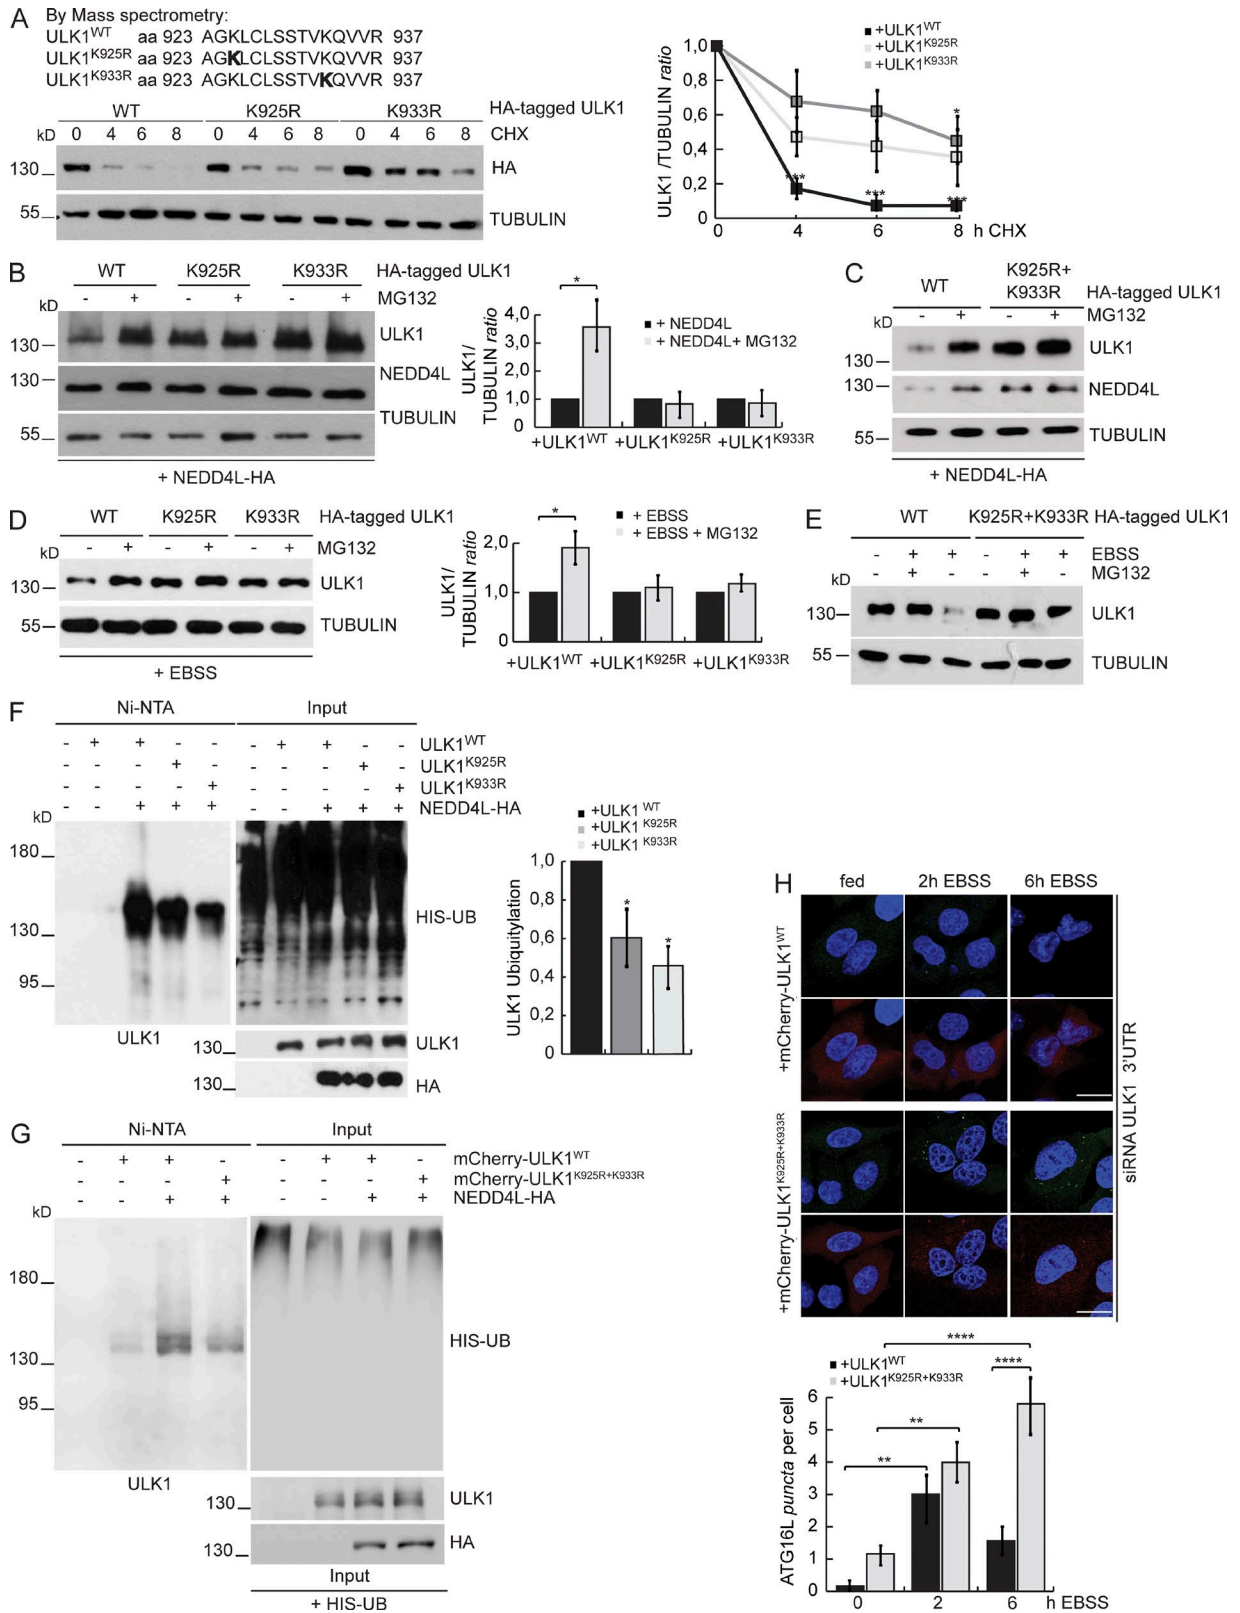 A
By Mass spectrometry:
ULK1WT aa 923 AGKLCLSSTVKQVVR 937
ULK1K925R aa 923 AGKLCLSSTVKQVVR 937
ULK1K933R aa 923 AGKLCLSSTVKQVVR 937
WT K925R K933R HA-tagged ULK1
kD 0 4 6 8 0 4 6 8 0 4 6 8 CHX
130 HA
55 TUBULIN
+ULK1WT
+ULK1K925R
+ULK1K933R
ULK1 /TUBULIN ratio
1,0
0,8
0,6
0,4
0,2
0
*
***
***
***
0 4 6 8 h CHX
B
WT K925R K933R HA-tagged ULK1
kD - + - + - + MG132
130 ULK1
130 NEDD4L
TUBULIN
55
+ NEDD4L-HA
ULK1/
TUBULIN ratio
4,0
3,0
2,0
1,0
0
*
+ NEDD4L
+ NEDD4L+ MG132
+ULK1WT +ULK1K925R +ULK1K933R
C
WT K925R+
K933R HA-tagged ULK1
kD - + - + MG132
130 ULK1
130 NEDD4L
55 TUBULIN
+ NEDD4L-HA
D
WT K925R K933R HA-tagged ULK1
kD - + - + - + MG132
130 ULK1
55 TUBULIN
+ EBSS
ULK1/
TUBULIN ratio
2,0
1,0
0
*
+ EBSS
+ EBSS + MG132
+ULK1WT +ULK1K925R +ULK1K933R
E
WT K925R+K933R HA-tagged ULK1
- + + - + + EBSS
kD - + - - + - MG132
130 ULK1
55 TUBULIN
F
Ni-NTA Input
- + + - - - + + - - ULK1WT
- - - + - - - - + - ULK1K925R
- - - - + - - - - + ULK1K933R
- - + + + - - + + + NEDD4L-HA
kD
180
130 HIS-UB
95
ULK1
130 ULK1
130 HA
+ULK1WT
+ULK1K925R
+ULK1K933R
ULK1 Ubiquitylation
1,0
0,8
0,6
0,4
0,2
0
*
*
G
Ni-NTA Input
- + + - - + + - mCherry-ULK1WT
- - - + - - - + mCherry-ULK1K925R+K933R
- - + + - - + + NEDD4L-HA
kD
180
HIS-UB
130
95
ULK1
130 ULK1
130 HA
Input
+ HIS-UB
H
fed 2h EBSS 6h EBSS
+mCherry-ULK1WT
+mCherry-ULK1K925R+K933R
siRNA ULK1 3'UTR
+ULK1WT
+ULK1K925R+K933R
****
****
**
**
ATG16L puncta per cell
6
5
4
3
2
1
0
0 2 6 h EBSS